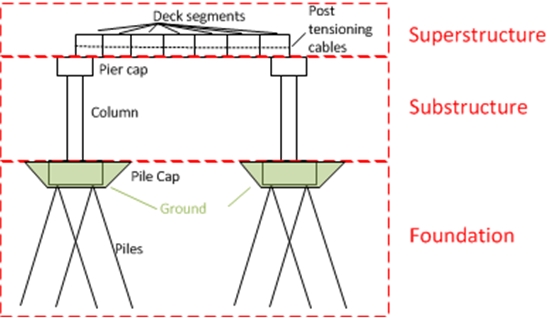 Deck segments
Post
tensioning
cables
Superstructure
Pier cap
Column
Substructure
Pile Cap
Ground
Piles
Foundation